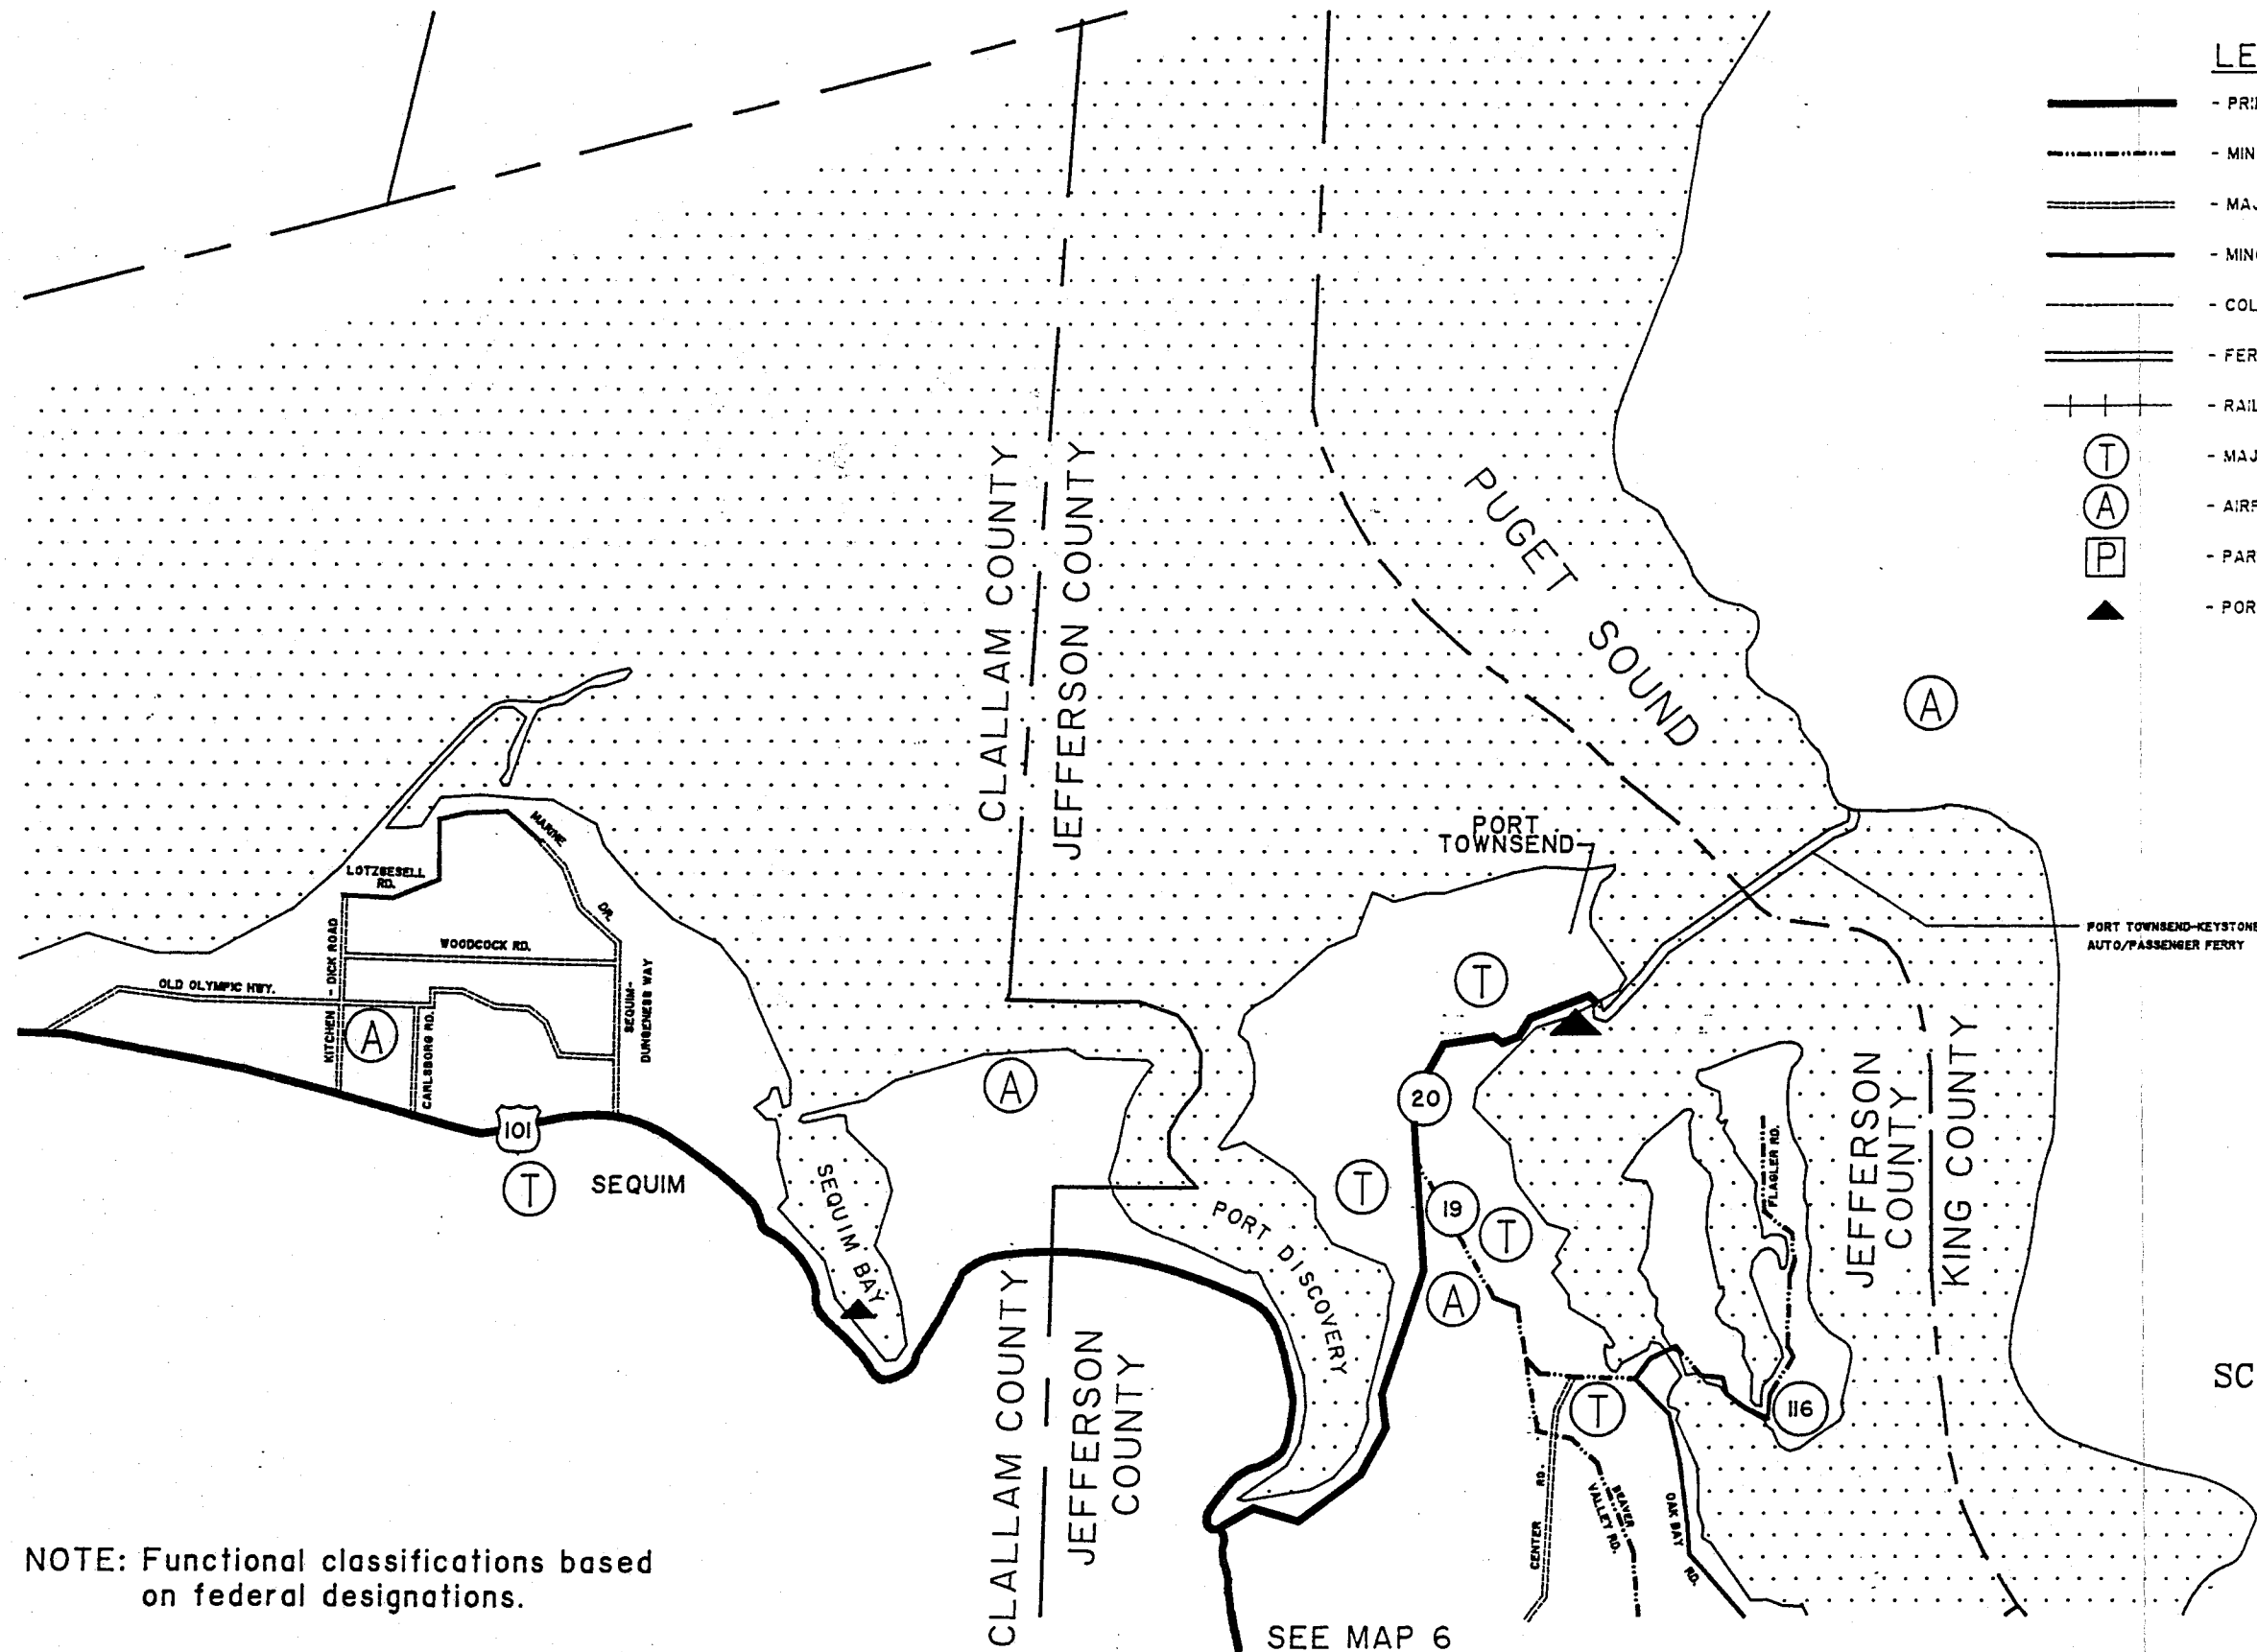 LE
- PRI
- MIN
- MAJ
- MIN
- COL
- FER
- RAIL
T - MAJ
A - AIR
P - PAR
- POR
CLALLAM COUNTY
JEFFERSON COUNTY
PUGET
SOUND
A
PORT
TOWNSEND
PORT TOWNSEND-KEYSTONE
AUTO/PASSENGER FERRY
MARINE
DR.
LOTZGESELL
RD.
KITCHEN - DICK ROAD
WOODCOCK RD.
OLD OLYMPIC HWY.
A
CARLSBORG RD.
SEQUIM-
DUNGENESS WAY
101
T
SEQUIM
SEQUIM BAY
A
T
20
T
19
T
A
PORT DISCOVERY
FLAGLER RD.
116
T
JEFFERSON
COUNTY
KING COUNTY
CLALLAM COUNTY
JEFFERSON
COUNTY
CENTER RD.
BEAVER
VALLEY RD.
OAK BAY
RD.
SC
NOTE: Functional classifications based
on federal designations.
SEE MAP 6